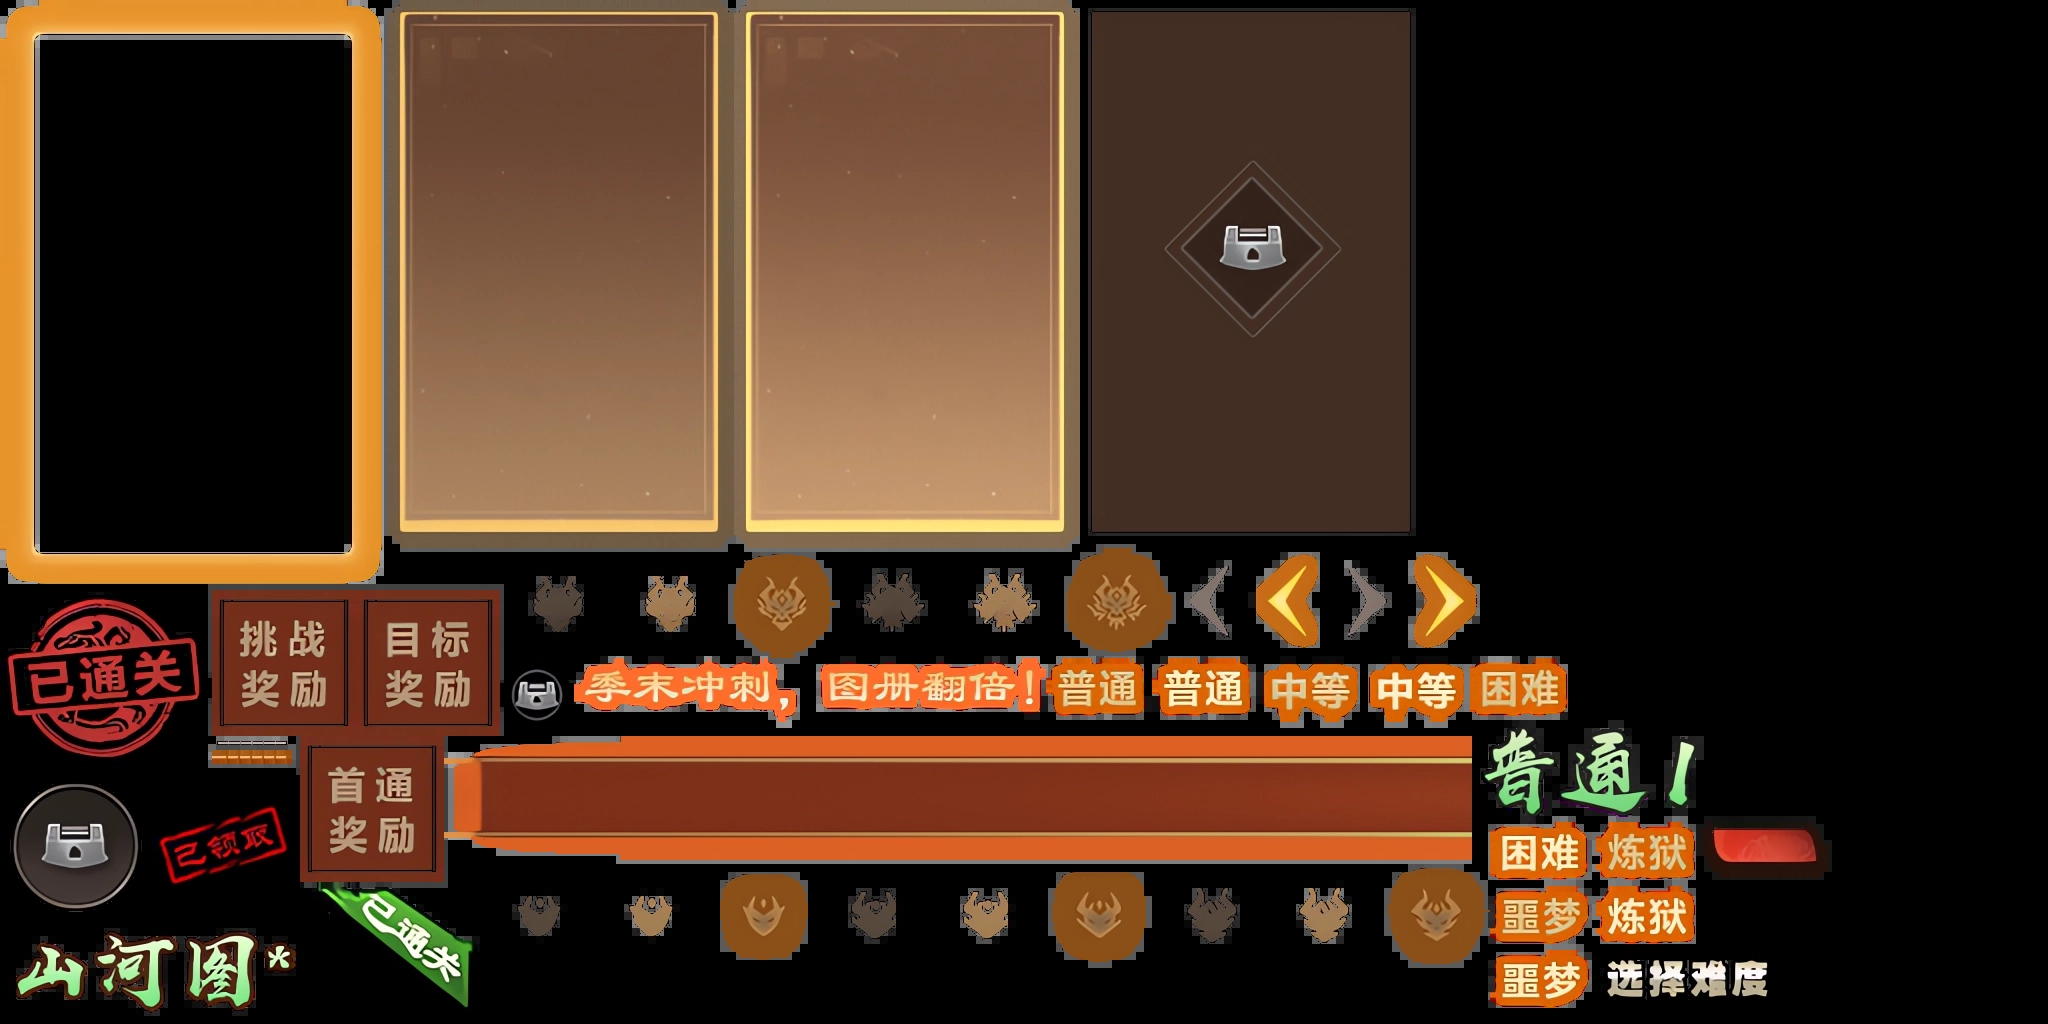 挑战
奖励
目标
奖励
已通关
季末冲刺，图册翻倍！
普通
普通
中等
中等
困难
首通
奖励
普通！
已领取
困难
炼狱
已通关
噩梦
炼狱
山河图*
噩梦
选择难度